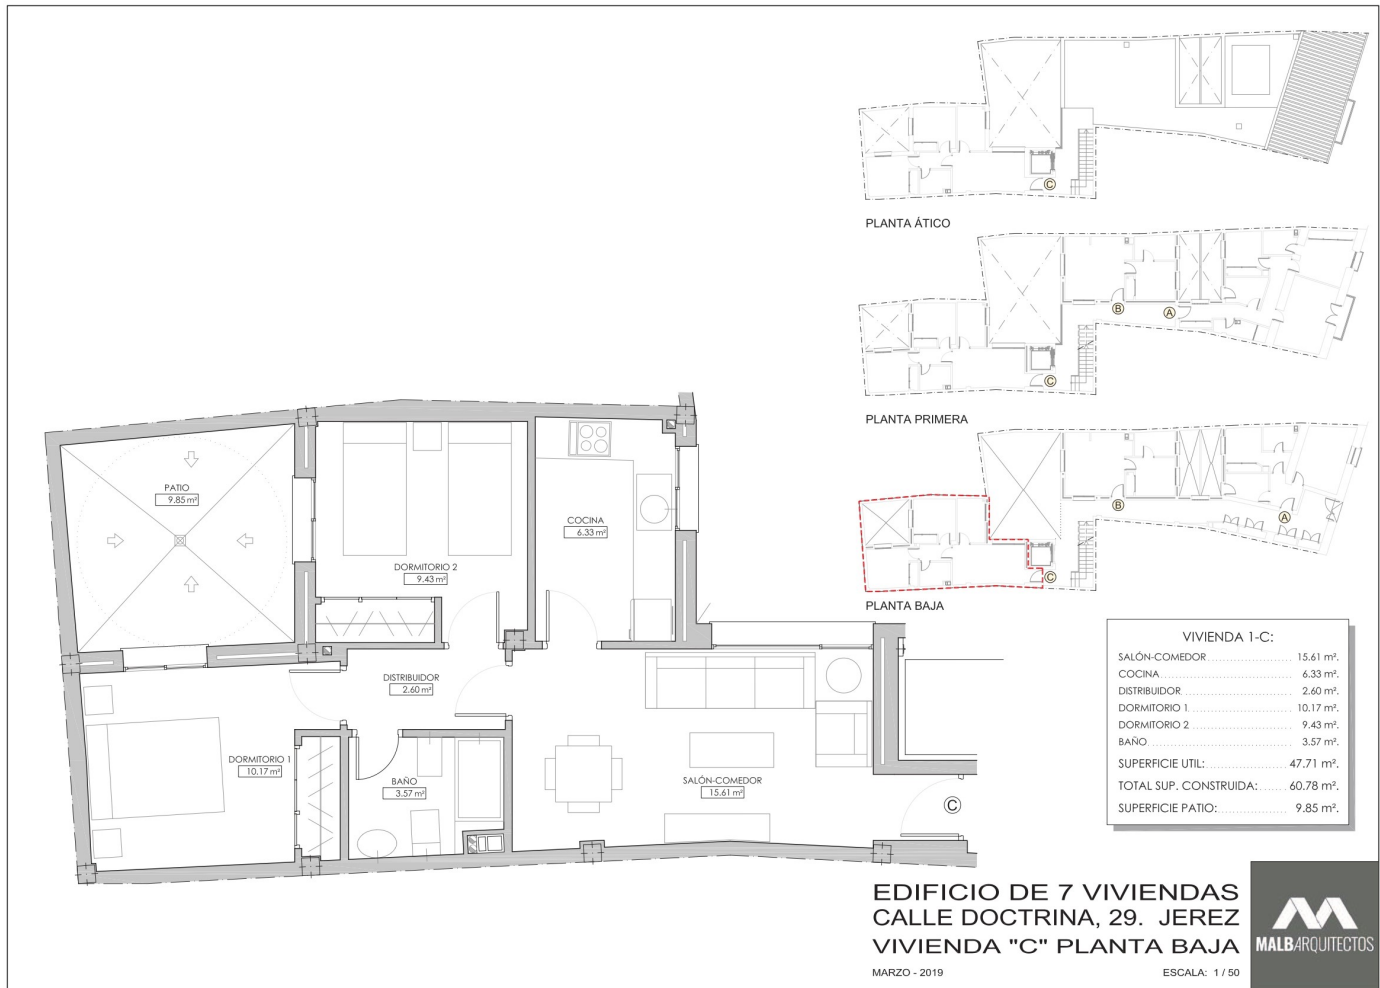 PLANTA ÁTICO
C
PLANTA PRIMERA
B
A
C
PLANTA BAJA
B
A
C
PATIO
9.85 m²
DORMITORIO 2
9.43 m²
COCINA
6.33 m²
DISTRIBUIDOR
2.60 m²
DORMITORIO 1
10.17 m²
BAÑO
3.57 m²
SALÓN-COMEDOR
15.61 m²
C
VIVIENDA 1-C:
SALÓN-COMEDOR 15.61 m².
COCINA 6.33 m².
DISTRIBUIDOR 2.60 m².
DORMITORIO 1 10.17 m².
DORMITORIO 2 9.43 m².
BAÑO 3.57 m².
SUPERFICIE UTIL: 47.71 m².
TOTAL SUP. CONSTRUIDA: 60.78 m².
SUPERFICIE PATIO: 9.85 m².
EDIFICIO DE 7 VIVIENDAS
CALLE DOCTRINA, 29. JEREZ
VIVIENDA "C" PLANTA BAJA
MARZO - 2019 ESCALA: 1 / 50
MALBARQUITECTOS